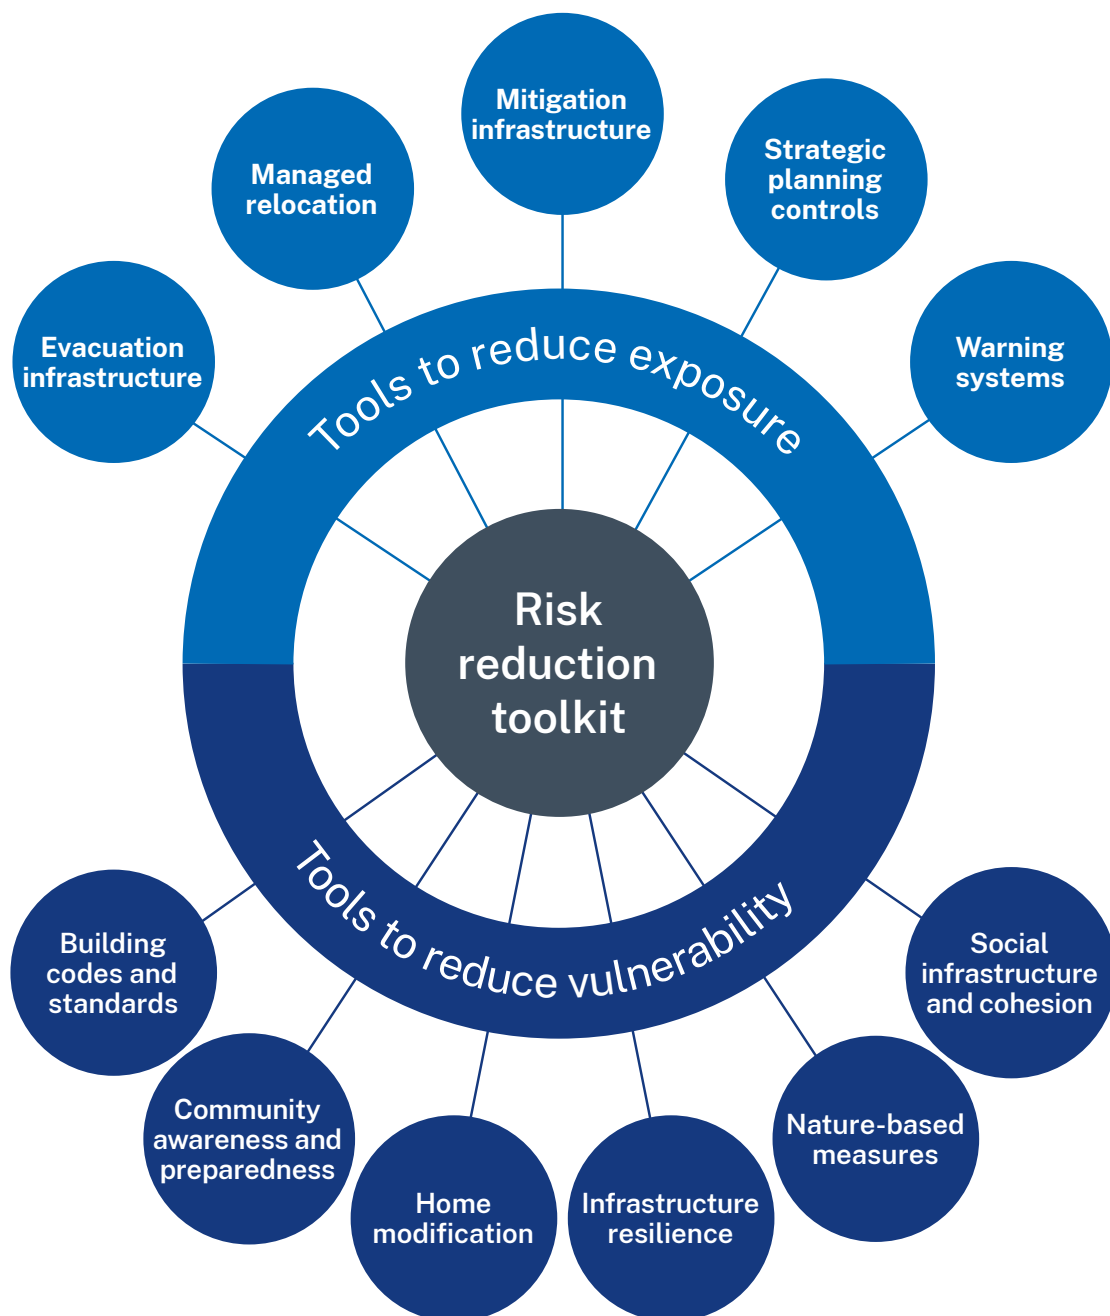 Mitigation
infrastructure
Strategic
planning
controls
Managed
relocation
Evacuation
infrastructure
Warning
systems
Tools to reduce exposure
Risk
reduction
toolkit
Tools to reduce vulnerability
Building
codes and
standards
Social
infrastructure
and cohesion
Community
awareness and
preparedness
Nature-based
measures
Home
modification
Infrastructure
resilience